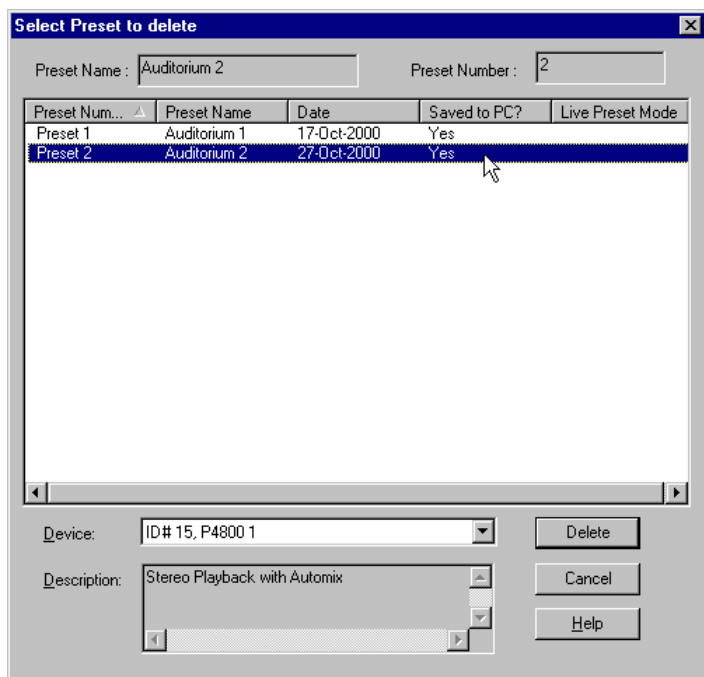 Select Preset to delete
Preset Name : Auditorium 2 Preset Number : 2
Preset Num... Preset Name Date Saved to PC? Live Preset Mode
Preset 1 Auditorium 1 17-Oct-2000 Yes
Preset 2 Auditorium 2 27-Oct-2000 Yes
Device: ID# 15, P4800 1 Delete
Description: Stereo Playback with Automix Cancel
Help